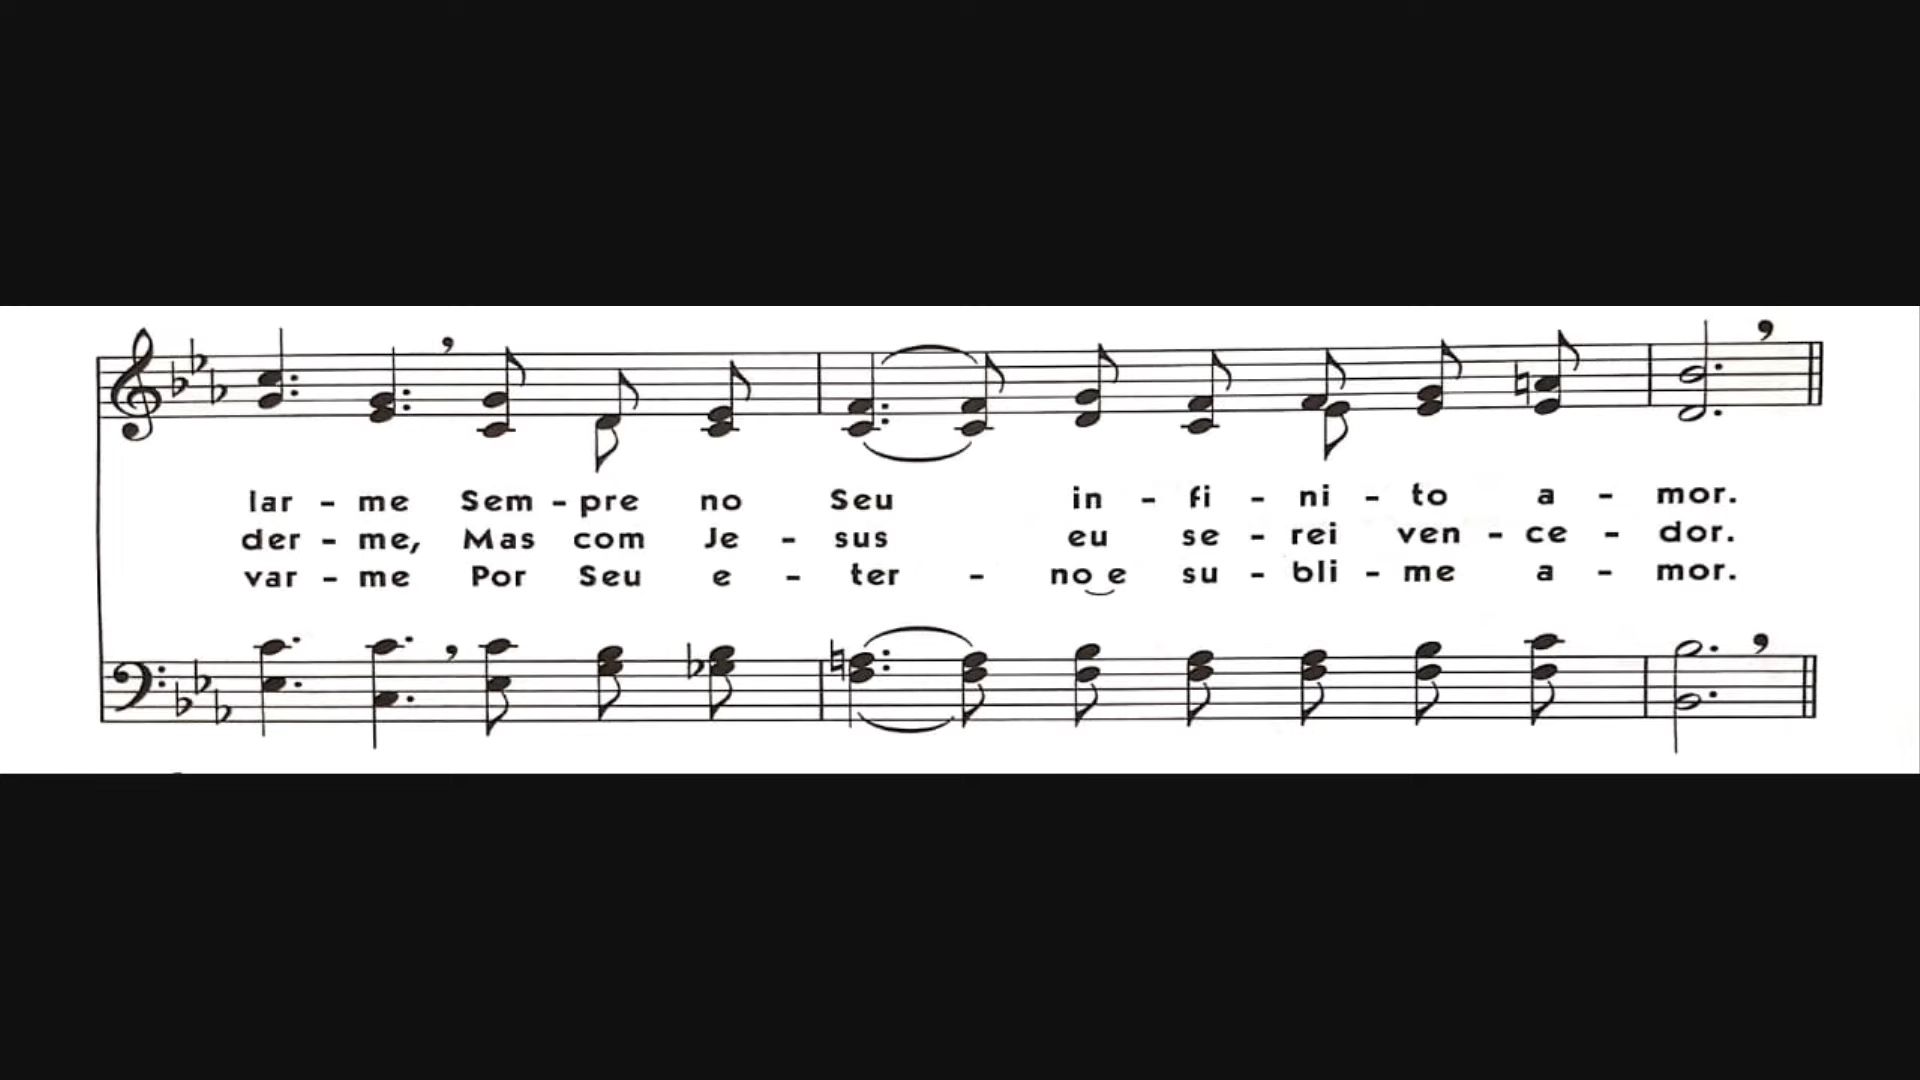 lar - me Sem - pre no Seu in - fi - ni - to a - mor.
der - me, Mas com Je - sus eu se - rei ven - ce - dor.
var - me Por Seu e - ter - no e su - bli - me a - mor.